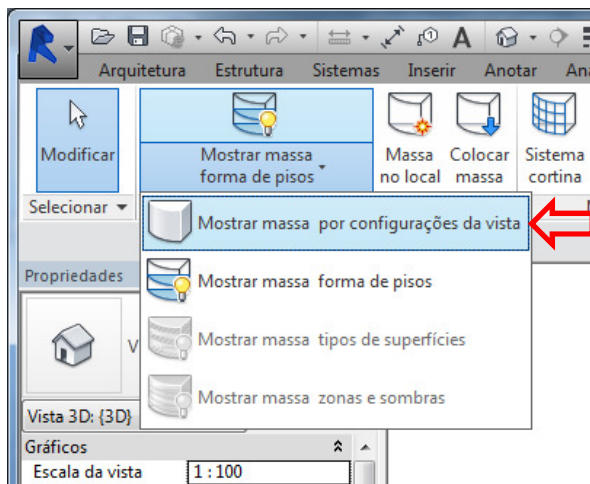 Arquitetura Estrutura Sistemas Inserir Anotar
Modificar
Mostrar massa
forma de pisos
Massa
no local
Colocar
massa
Sistema
cortina
Selecionar
Mostrar massa por configurações da vista
Propriedades
Mostrar massa forma de pisos
Mostrar massa tipos de superfícies
Mostrar massa zonas e sombras
Vista 3D: {3D}
Gráficos
Escala da vista 1 : 100